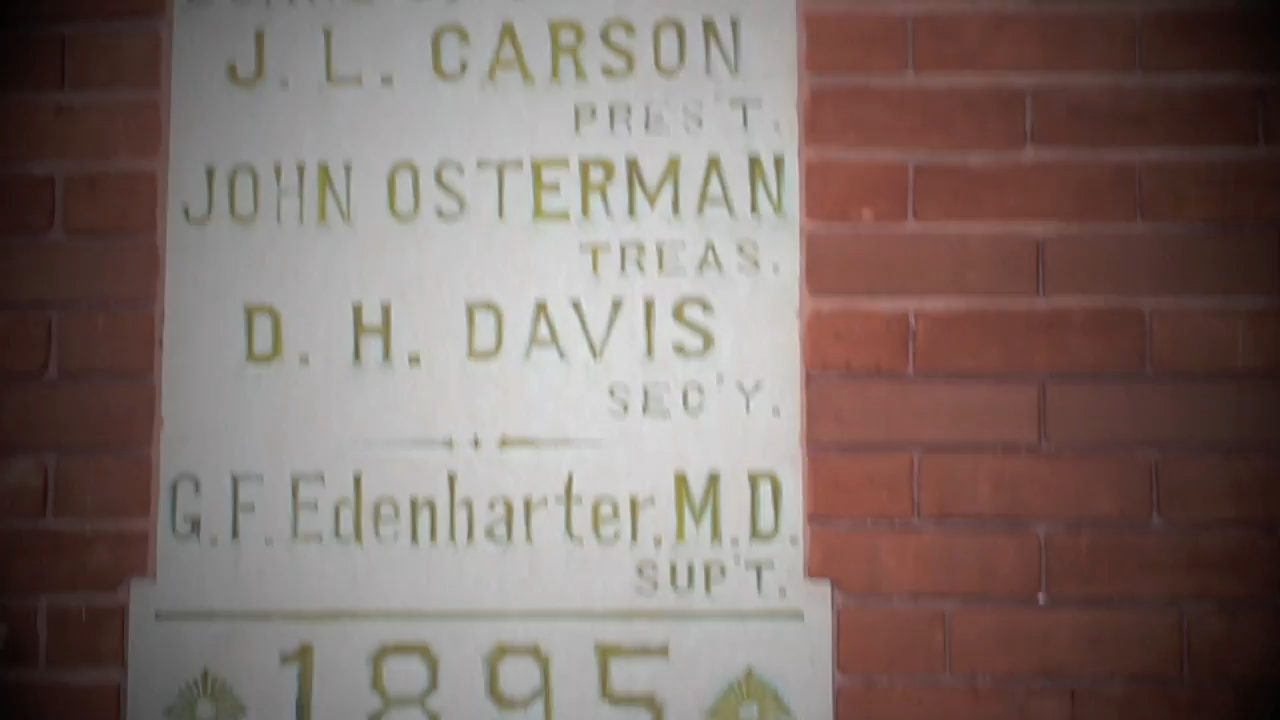 J. L. CARSON
PRES'T.
JOHN OSTERMAN
TREAS.
D. H. DAVIS
SEC'Y.
G.F. Edenharter. M.D.
SUP'T.
1895